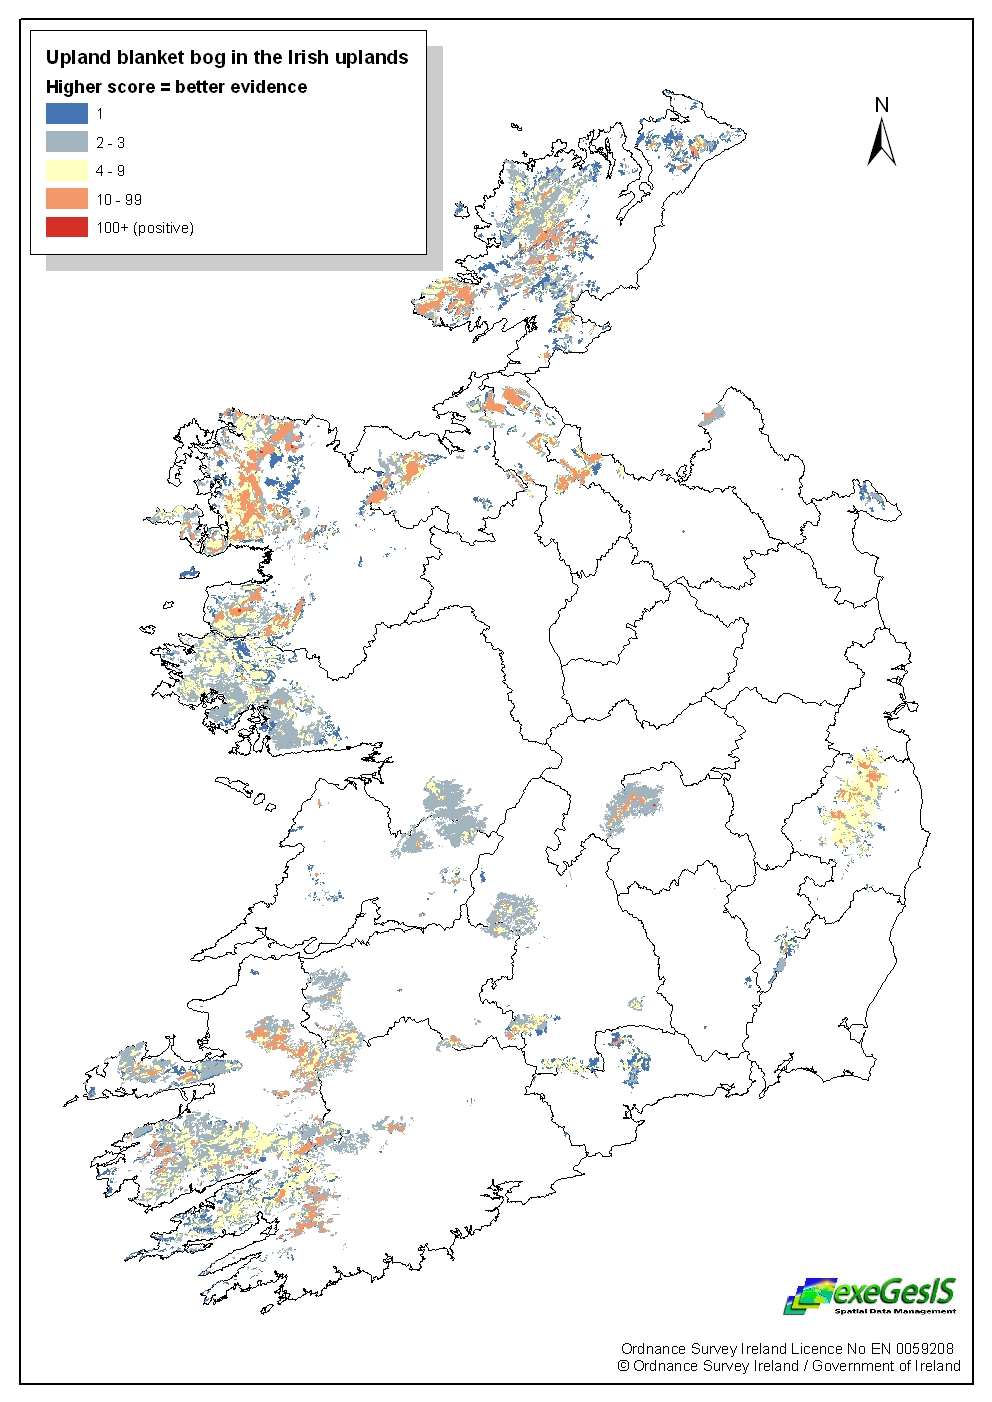 Upland blanket bog in the Irish uplands
Higher score = better evidence
1
2 - 3
4 - 9
10 - 99
100+ (positive)
N
exeGesIS
Spatial Data Management
Ordnance Survey Ireland Licence No EN 0059208
© Ordnance Survey Ireland / Government of Ireland